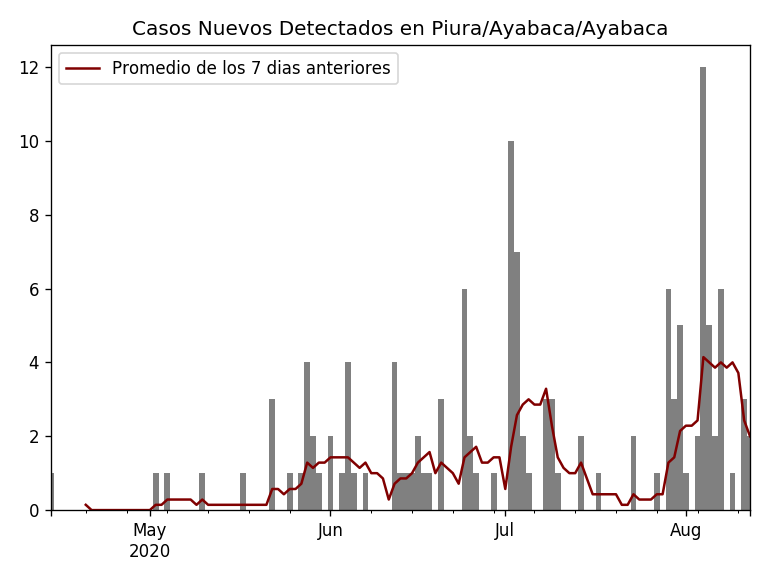 Casos Nuevos Detectados en Piura/Ayabaca/Ayabaca
Promedio de los 7 dias anteriores
12
10
8
6
4
2
0
May
2020
Jun
Jul
Aug